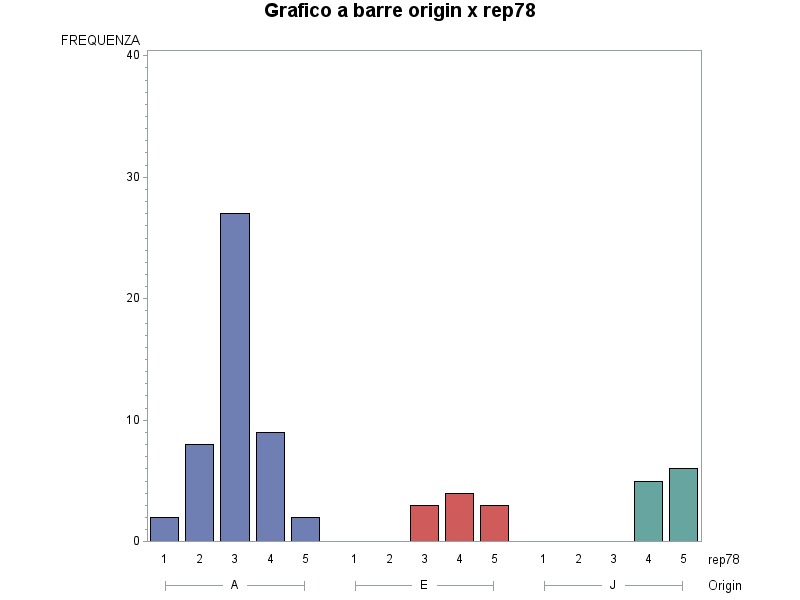 Grafico a barre origin x rep78
FREQUENZA
40
30
20
10
0
1 2 3 4 5 1 2 3 4 5 1 2 3 4 5 rep78
A E J Origin